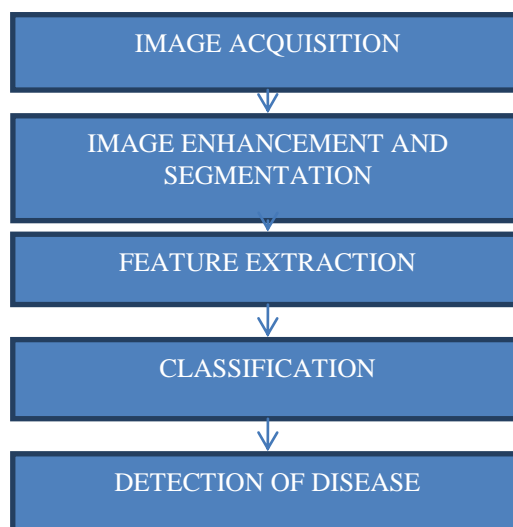 IMAGE ACQUISITION
IMAGE ENHANCEMENT AND
SEGMENTATION
FEATURE EXTRACTION
CLASSIFICATION
DETECTION OF DISEASE